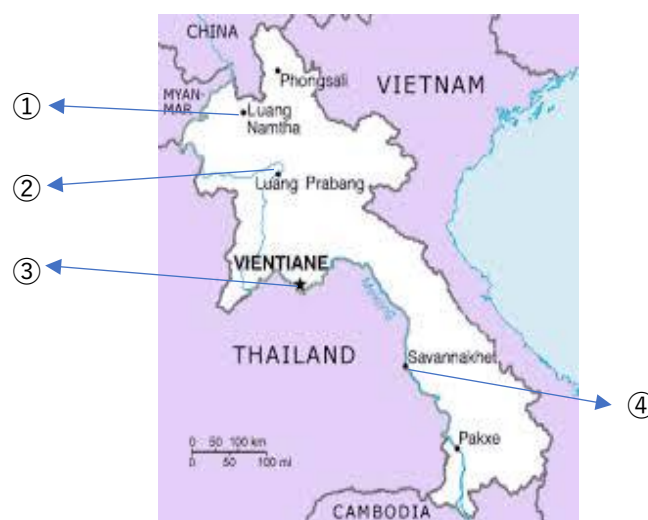 CHINA
Phongsali
VIETNAM
MYAN-
MAR
①
Luang
Namtha
②
Luang Prabang
③
VIENTIANE
Mekong
THAILAND
Savannakhet
④
Pakxe
0 50 100 km
0 50 100 mi
CAMBODIA